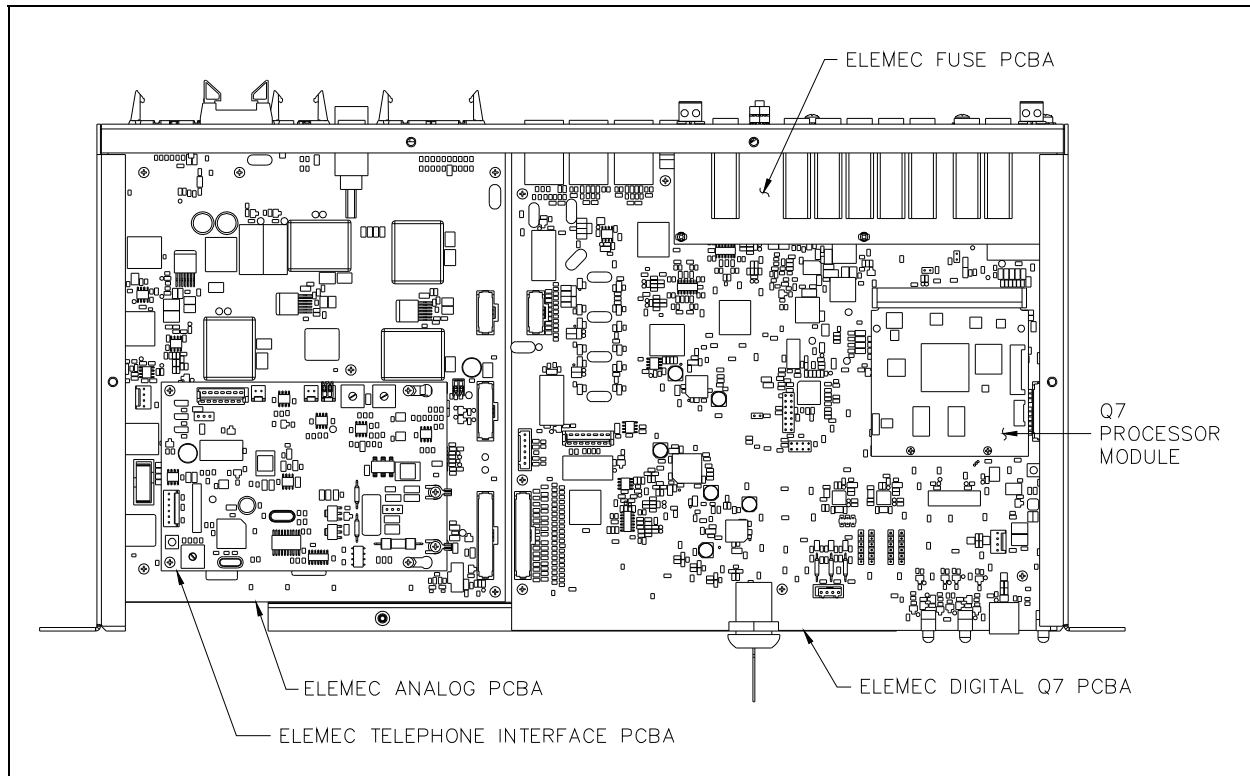 ELEMEC FUSE PCBA
Q7
PROCESSOR
MODULE
ELEMEC ANALOG PCBA
ELEMEC DIGITAL Q7 PCBA
ELEMEC TELEPHONE INTERFACE PCBA